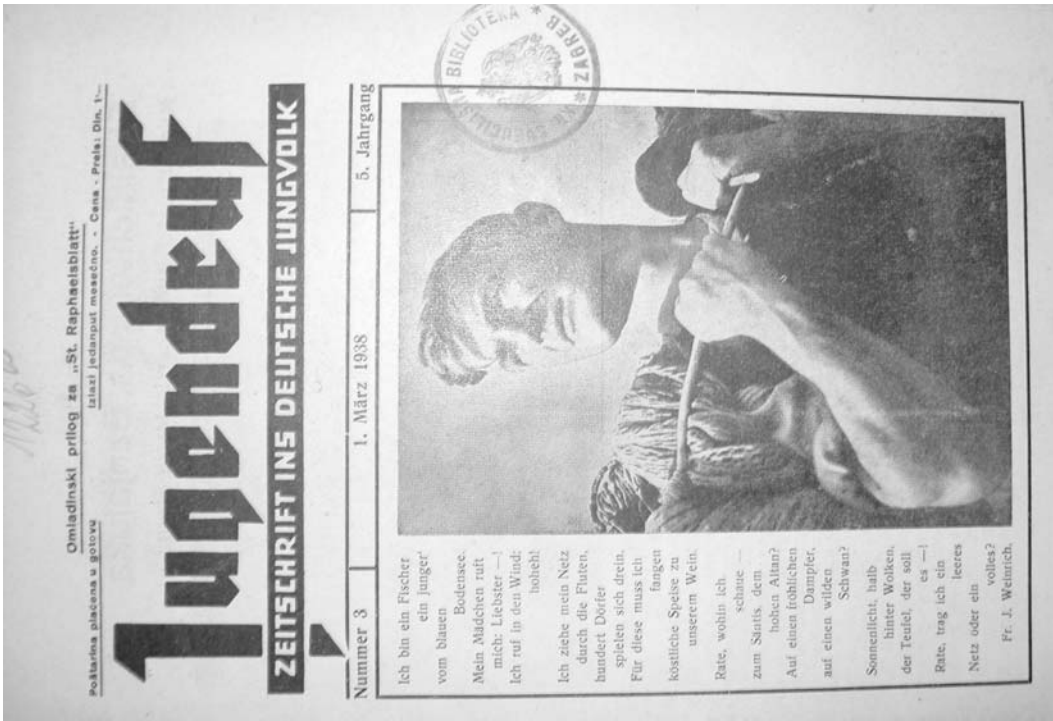 Omladinski prilog za „St. Raphaelsblatt“
Poštarina plaćena u gotovu
Izlazi jedanput mesečno. - Cena - Preis: Din. 1'—
Jugendruf
ZEITSCHRIFT INS DEUTSCHE JUNGVOLK
Nummer 3
1. März 1938
5. Jahrgang
Ich bin ein Fischer
ein junger'
vom blauen
Bodensee.
Mein Mädchen ruft
mich: Liebster —!
Ich ruf in den Wind:
hoheh!
Ich ziehe mein Netz
durch die Fluten,
hundert Dörfer
spielen sich drein.
Für diese muss ich
fangen
köstliche Speise zu
unserem Wein.
Rate, wohin ich
schaue —
zum Säntis, dem
hohen Altan?
Auf einen fröhlichen
Dampfer,
auf einen wilden
Schwan?
Sonnenlicht, halb
hinter Wolken,
der Teufel, der soll
es —!
Rate, trag ich ein
leeres
Netz oder ein
volles?
Fr. J. Weinrich.
BIBLIOTEKA * ZAGREB *